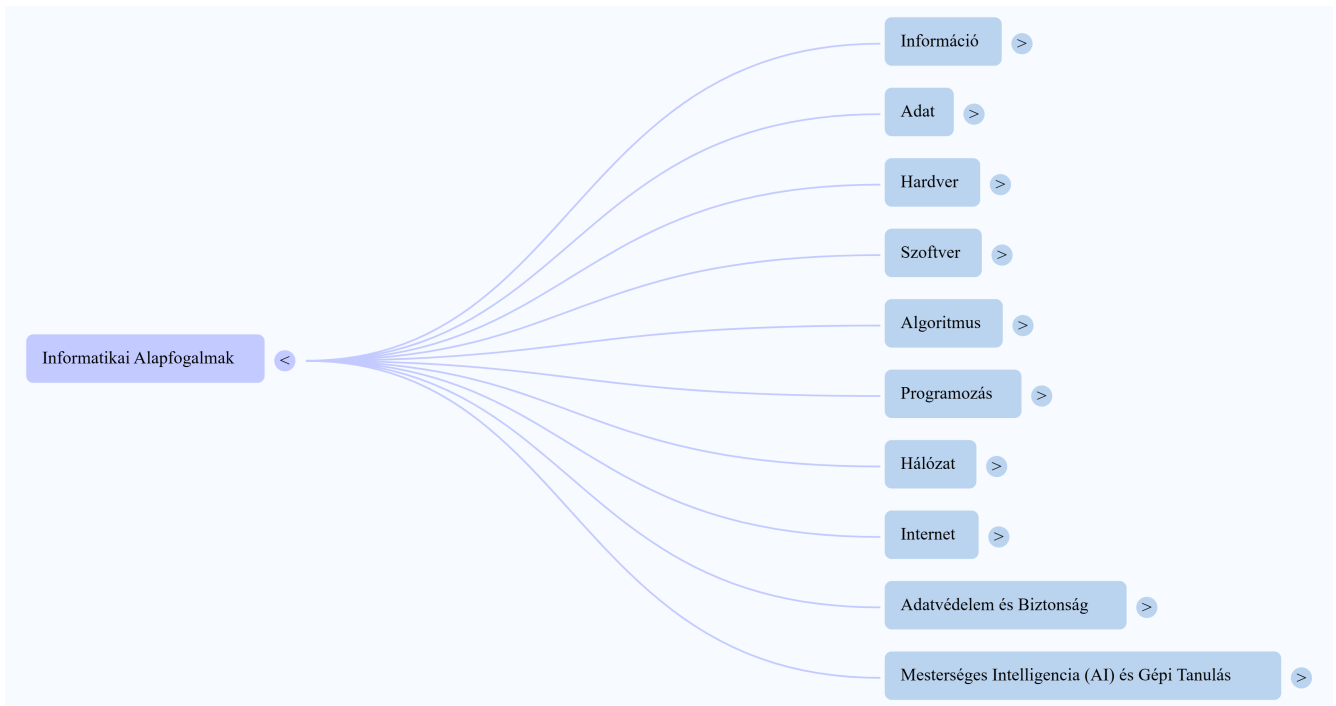 Információ >
Adat >
Hardver >
Szoftver >
Informatikai Alapfogalmak <
Algoritmus >
Programozás >
Hálózat >
Internet >
Adatvédelem és Biztonság >
Mesterséges Intelligencia (AI) és Gépi Tanulás >